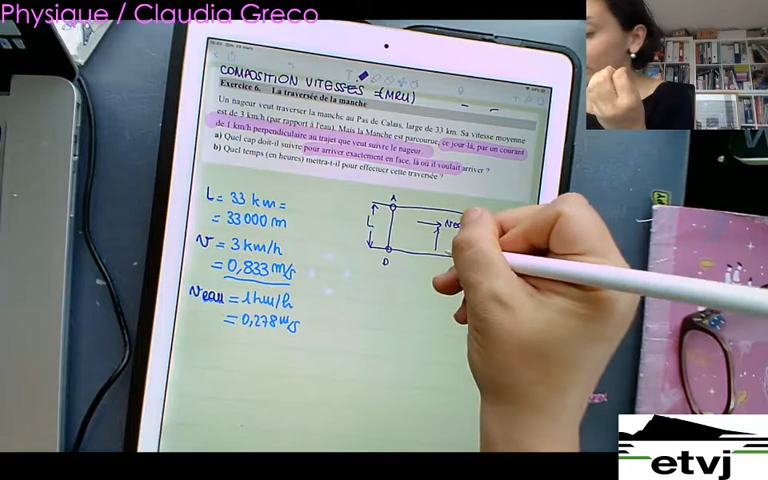 Physique / Claudia Greco
COMPOSITION VITESSES (MRU)
Exercice 6. La traversée de la manche
Un nageur veut traverser la manche au Pas de Calais, large de 33 km. Sa vitesse moyenne
est de 3 km/h (par rapport à l'eau). Mais la Manche est parcourue, ce jour-là, par un courant
de 1 km/h perpendiculaire au trajet que veut suivre le nageur.
a) Quel cap doit-il suivre pour arriver exactement en face, là où il voulait arriver ?
b) Quel temps (en heures) mettra-t-il pour effectuer cette traversée ?
L = 33 km =
= 33 000 m
v = 3 km/h
= 0,833 m/s
veau = 1 km/h
= 0,278 m/s
A
L
D
etvj